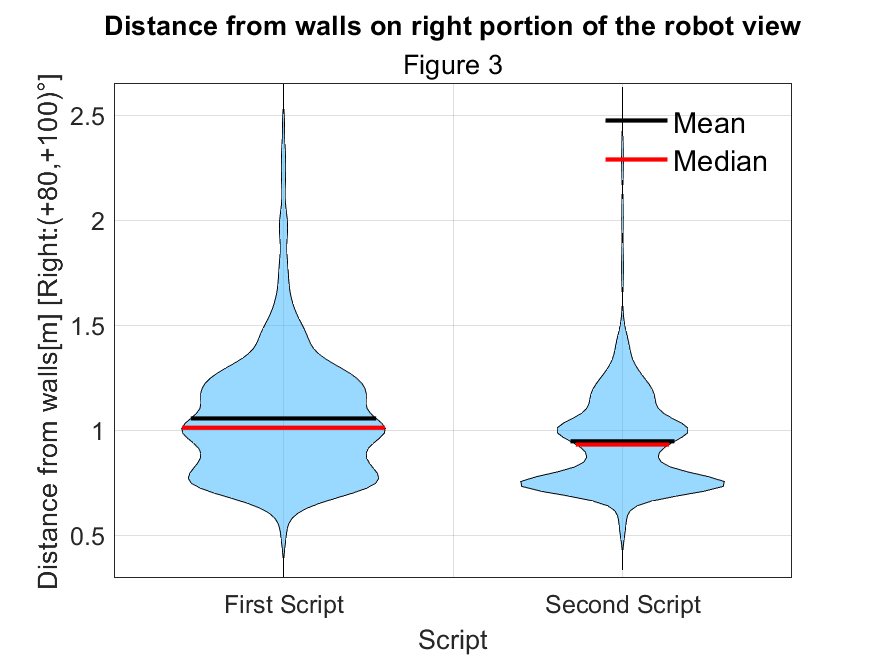 Distance from walls on right portion of the robot view
Figure 3
Distance from walls[m] [Right:(+80,+100)°]
2.5
2
1.5
1
0.5
Mean
Median
First Script
Second Script
Script